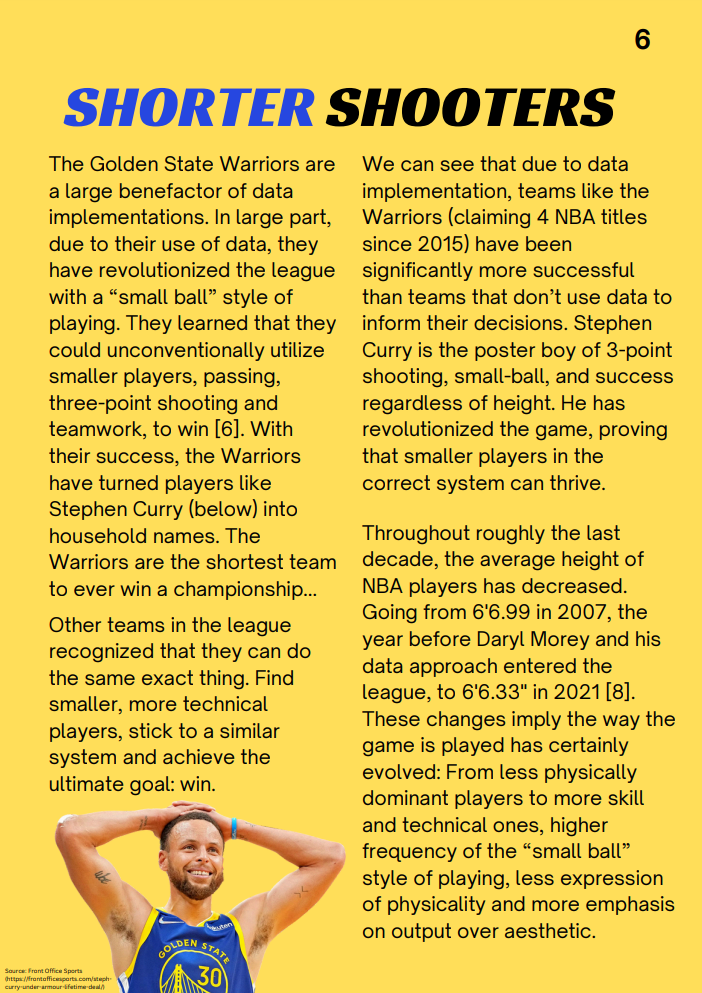 6
SHORTER SHOOTERS
The Golden State Warriors are
a large benefactor of data
implementations. In large part,
due to their use of data, they
have revolutionized the league
with a “small ball” style of
playing. They learned that they
could unconventionally utilize
smaller players, passing,
three-point shooting and
teamwork, to win [6]. With
their success, the Warriors
have turned players like
Stephen Curry (below) into
household names. The
Warriors are the shortest team
to ever win a championship...
Other teams in the league
recognized that they can do
the same exact thing. Find
smaller, more technical
players, stick to a similar
system and achieve the
ultimate goal: win.
We can see that due to data
implementation, teams like the
Warriors (claiming 4 NBA titles
since 2015) have been
significantly more successful
than teams that don’t use data to
inform their decisions. Stephen
Curry is the poster boy of 3-point
shooting, small-ball, and success
regardless of height. He has
revolutionized the game, proving
that smaller players in the
correct system can thrive.
Throughout roughly the last
decade, the average height of
NBA players has decreased.
Going from 6'6.99 in 2007, the
year before Daryl Morey and his
data approach entered the
league, to 6'6.33" in 2021 [8].
These changes imply the way the
game is played has certainly
evolved: From less physically
dominant players to more skill
and technical ones, higher
frequency of the “small ball”
style of playing, less expression
of physicality and more emphasis
on output over aesthetic.
Rakuten
GOLDEN STATE
30
Source: Front Office Sports
(https://frontofficesports.com/steph-
curry-under-armour-lifetime-deal/)